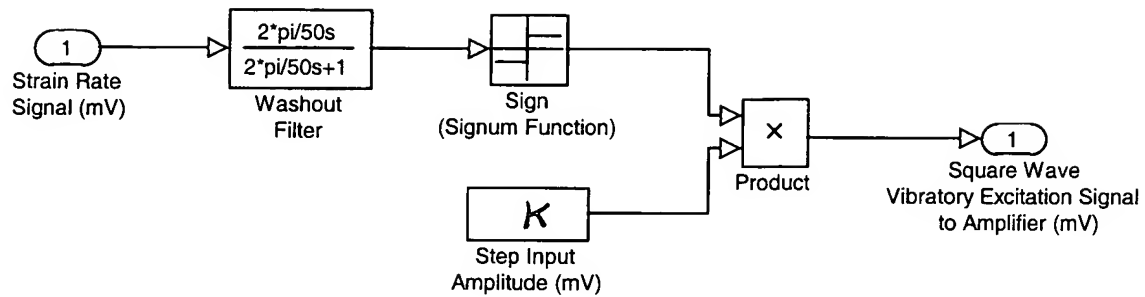 1
Strain Rate
Signal (mV)
2*pi/50s
2*pi/50s+1
Washout
Filter
Sign
(Signum Function)
K
Step Input
Amplitude (mV)
×
Product
1
Square Wave
Vibratory Excitation Signal
to Amplifier (mV)